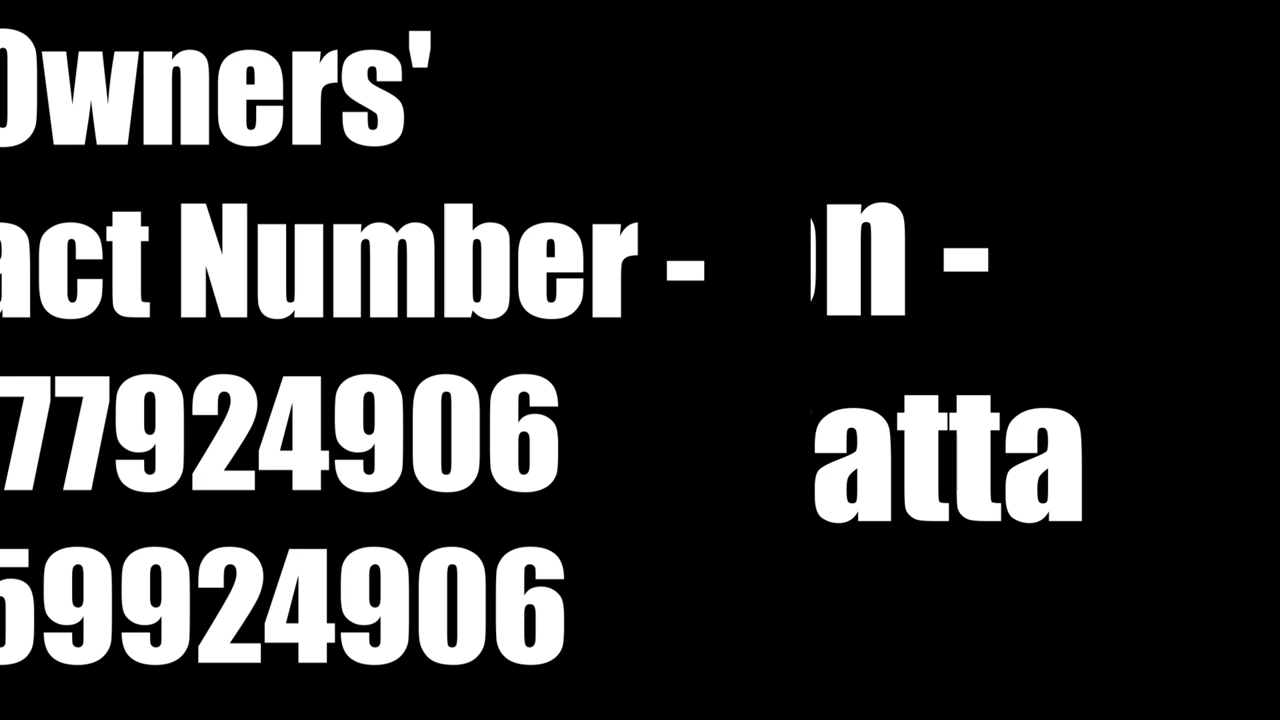 Owners'
act Number -
77924906
59924906
n -
atta